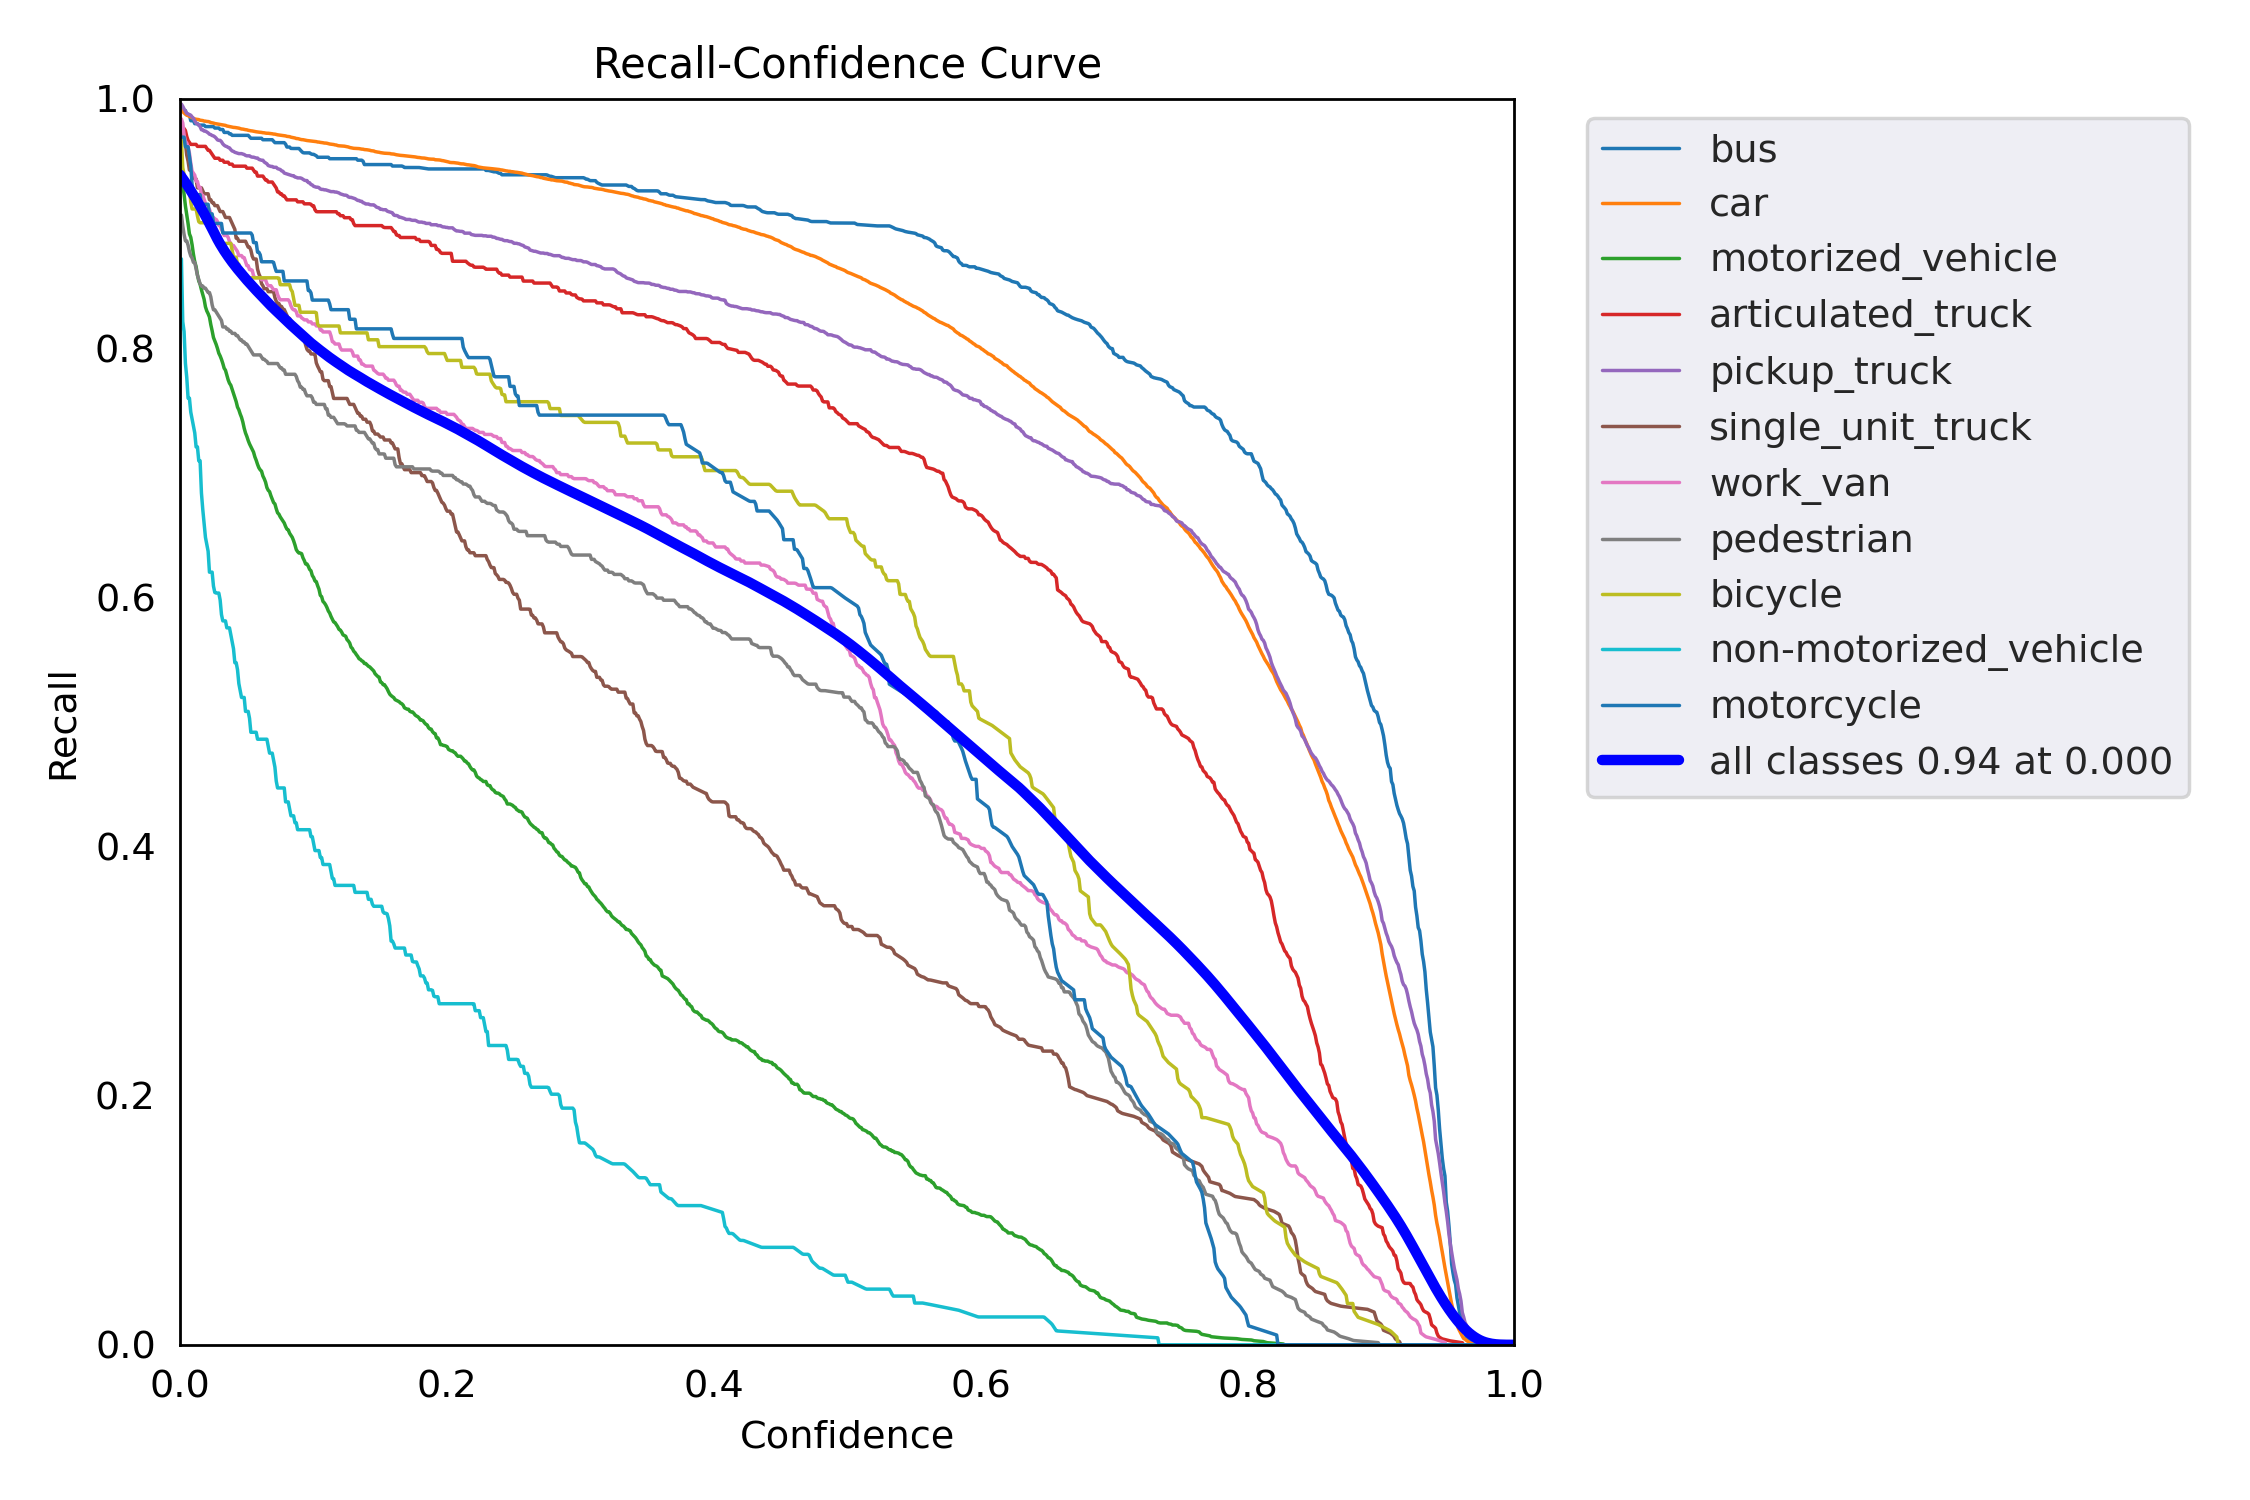 Recall-Confidence Curve
1.0
0.8
0.6
0.4
0.2
0.0
Recall
0.0 0.2 0.4 0.6 0.8 1.0
Confidence
bus
car
motorized_vehicle
articulated_truck
pickup_truck
single_unit_truck
work_van
pedestrian
bicycle
non-motorized_vehicle
motorcycle
all classes 0.94 at 0.000